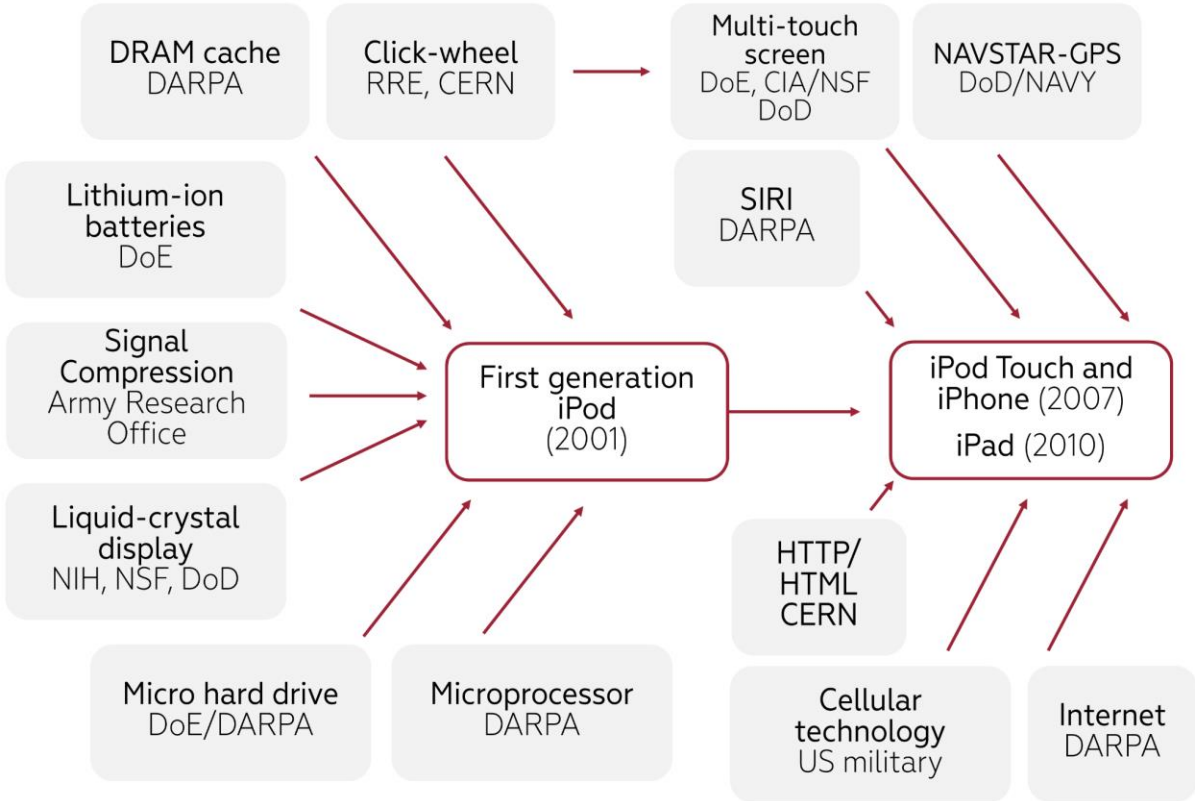 DRAM cache
DARPA
Click-wheel
RRE, CERN
Multi-touch
screen
DoE, CIA/NSF
DoD
NAVSTAR-GPS
DoD/NAVY
Lithium-ion
batteries
DoE
SIRI
DARPA
Signal
Compression
Army Research
Office
First generation
iPod
(2001)
iPod Touch and
iPhone (2007)
iPad (2010)
Liquid-crystal
display
NIH, NSF, DoD
HTTP/
HTML
CERN
Micro hard drive
DoE/DARPA
Microprocessor
DARPA
Cellular
technology
US military
Internet
DARPA